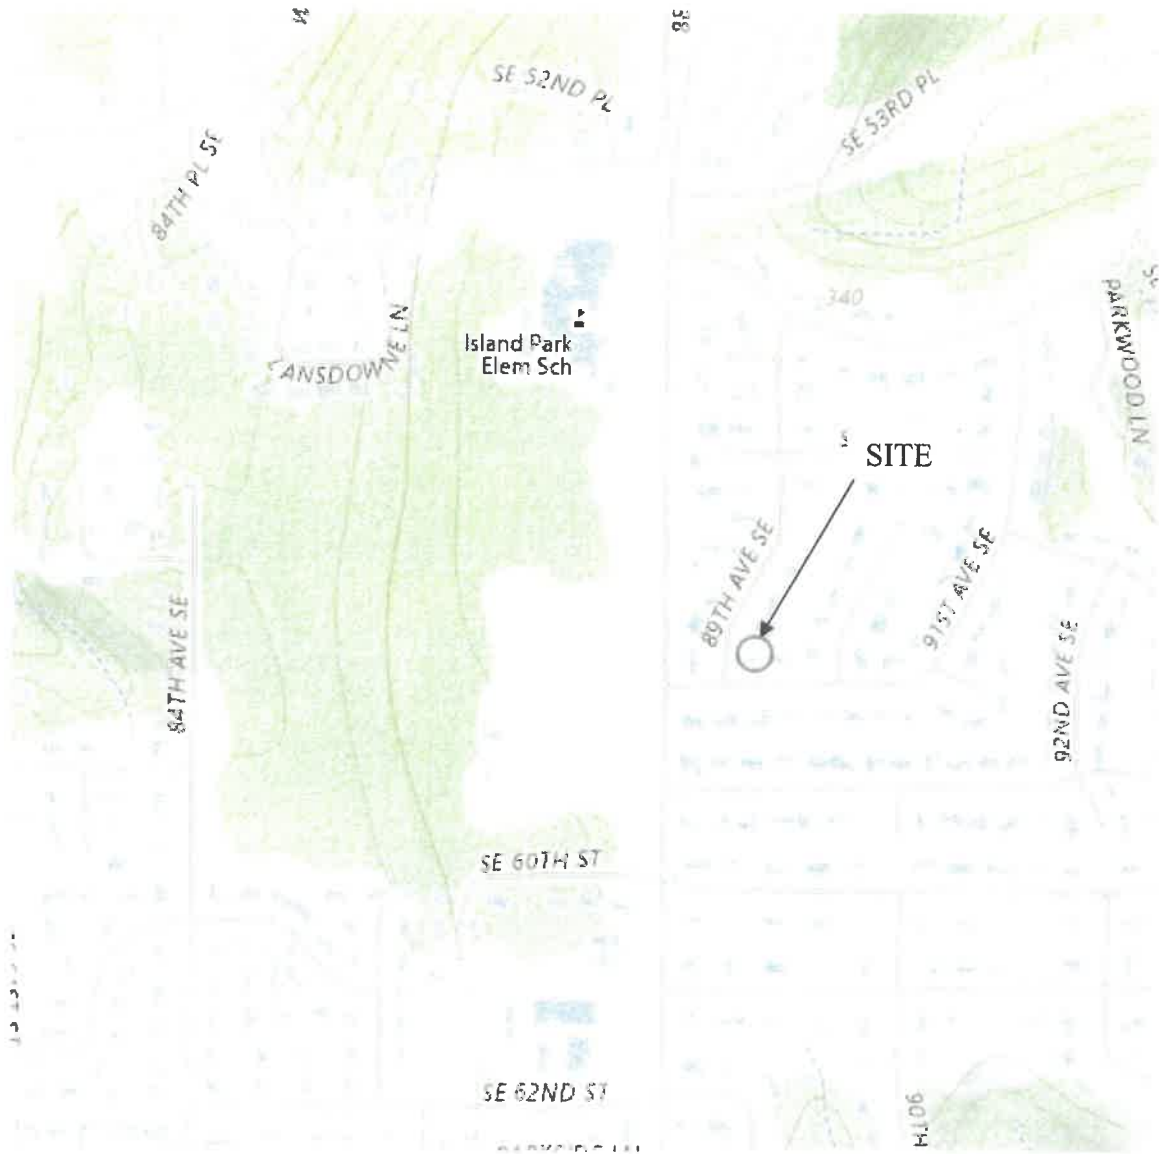 SE 52ND PL
SE 53RD PL
84TH PL SE
340
PARKWOOD LN
Island Park
Elem Sch
ANSDOWNE LN
SITE
89TH AVE SE
91ST AVE SE
84TH AVE SE
92ND AVE SE
SE 60TH ST
SE 62ND ST
90TH